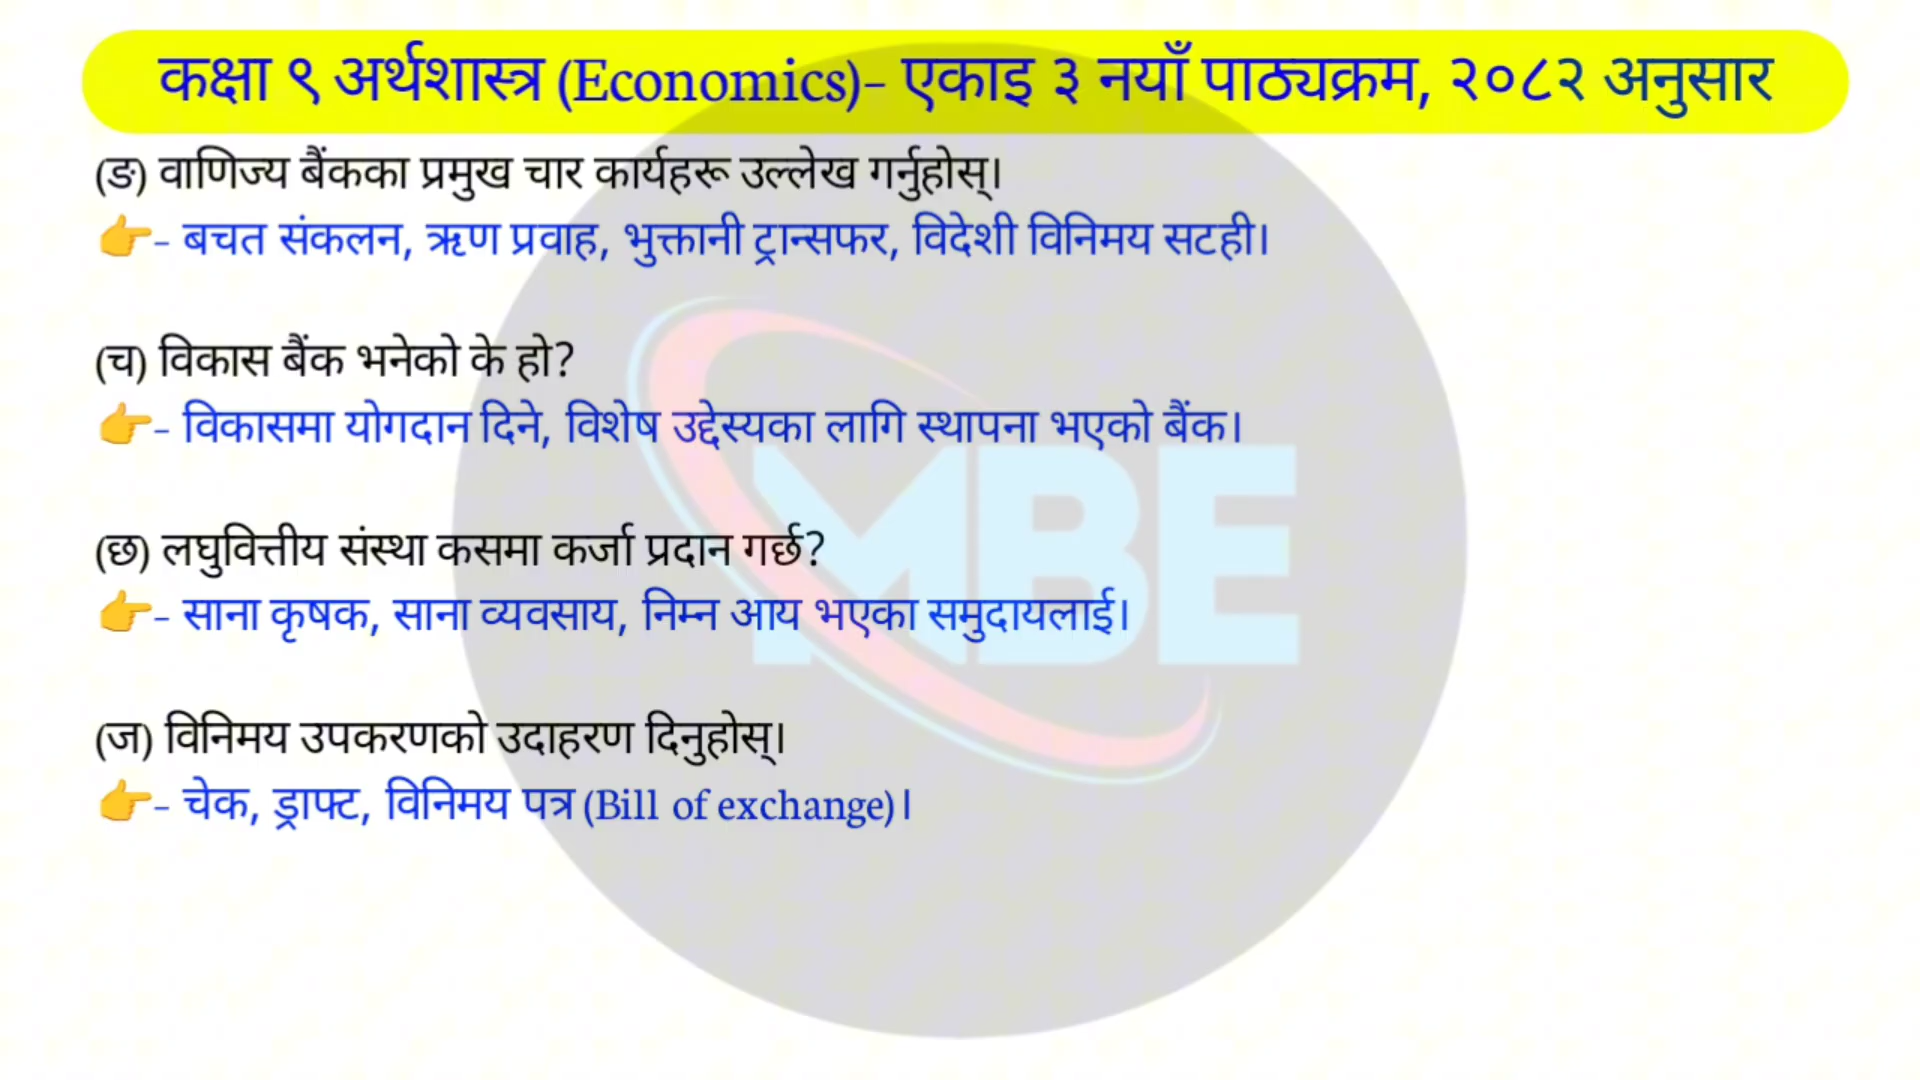 कक्षा ९ अर्थशास्त्र (Economics)- एकाइ ३ नयाँ पाठ्यक्रम, २०८२ अनुसार
(ङ) वाणिज्य बैंकका प्रमुख चार कार्यहरू उल्लेख गर्नुहोस्।
👉- बचत संकलन, ऋण प्रवाह, भुक्तानी ट्रान्सफर, विदेशी विनिमय सटही।
(च) विकास बैंक भनेको के हो?
👉- विकासमा योगदान दिने, विशेष उद्देस्यका लागि स्थापना भएको बैंक।
MBE
(छ) लघुवित्तीय संस्था कसमा कर्जा प्रदान गर्छ?
👉- साना कृषक, साना व्यवसाय, निम्न आय भएका समुदायलाई।
(ज) विनिमय उपकरणको उदाहरण दिनुहोस्।
👉- चेक, ड्राफ्ट, विनिमय पत्र (Bill of exchange)।